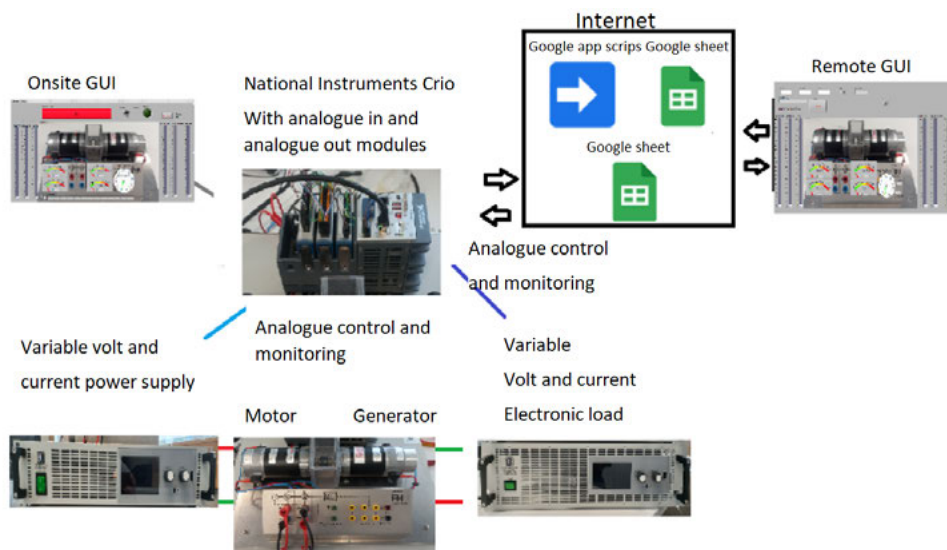 Internet
Google app scrips Google sheet
Google sheet
Onsite GUI
National Instruments Crio
With analogue in and
analogue out modules
Remote GUI
Analogue control
and monitoring
Analogue control and
monitoring
Variable volt and
current power supply
Variable
Volt and current
Electronic load
Motor
Generator